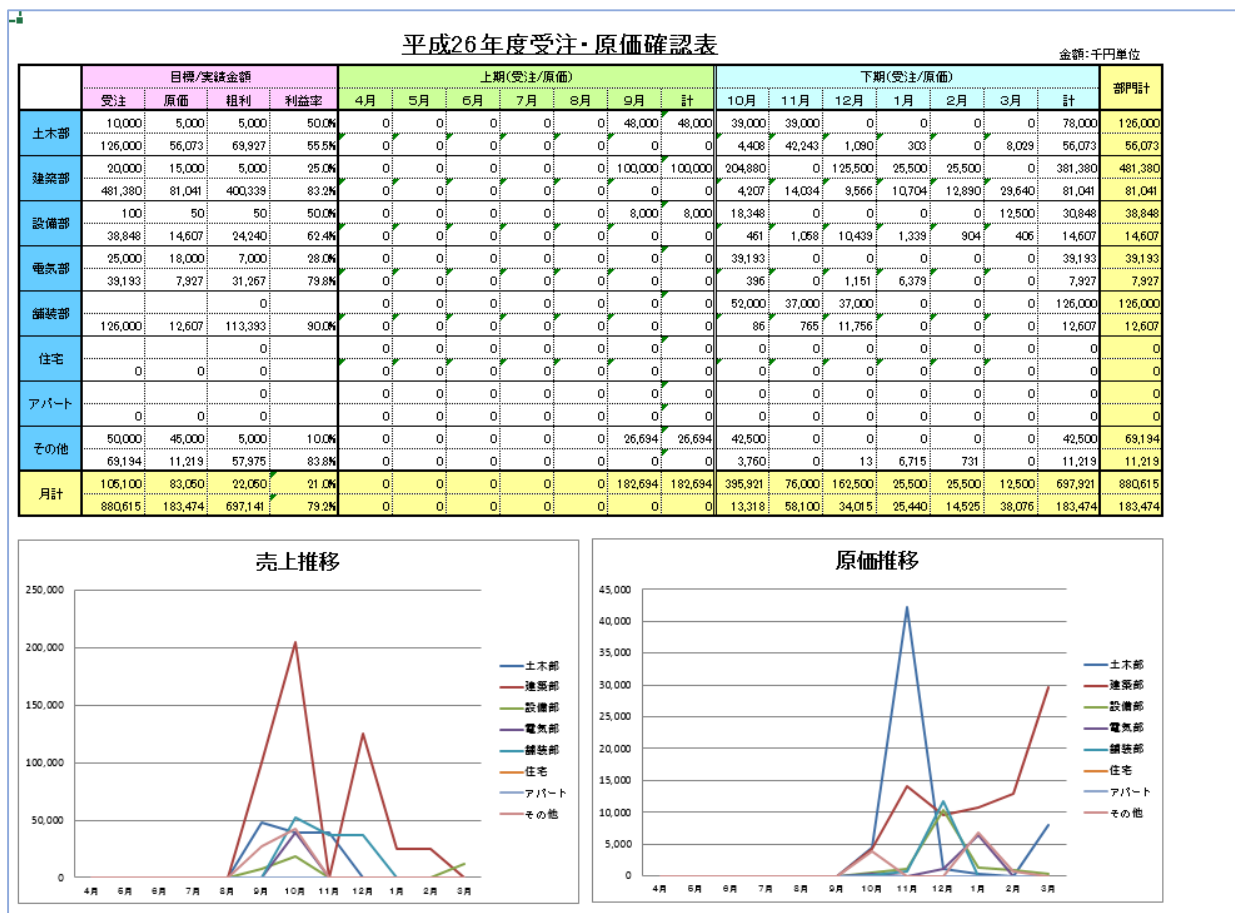 平成26年度受注・原価確認表
金額:千円単位
目標/実績金額 上期(受注/原価) 下期(受注/原価) 部門計
受注 原価 粗利 利益率 4月 5月 6月 7月 8月 9月 計 10月 11月 12月 1月 2月 3月 計
土木部
10,000 5,000 5,000 50.0% 0 0 0 0 0 48,000 48,000 39,000 39,000 0 0 0 0 78,000 126,000
126,000 56,073 69,927 55.5% 0 0 0 0 0 0 0 4,408 42,243 1,090 303 0 8,029 56,073 56,073
建築部
20,000 15,000 5,000 25.0% 0 0 0 0 0 100,000 100,000 204,880 0 125,500 25,500 25,500 0 381,380 481,380
481,380 81,041 400,339 83.2% 0 0 0 0 0 0 0 4,207 14,034 9,566 10,704 12,890 29,640 81,041 81,041
設備部
100 50 50 50.0% 0 0 0 0 0 8,000 8,000 18,348 0 0 0 0 12,500 30,848 38,848
38,848 14,607 24,240 62.4% 0 0 0 0 0 0 0 461 1,058 10,439 1,339 904 406 14,607 14,607
電気部
25,000 18,000 7,000 28.0% 0 0 0 0 0 0 0 39,193 0 0 0 0 0 39,193 39,193
39,193 7,927 31,267 79.8% 0 0 0 0 0 0 0 396 0 1,151 6,379 0 0 7,927 7,927
舗装部
0 0 0 0 0 0 0 0 52,000 37,000 37,000 0 0 0 126,000 126,000
126,000 12,607 113,393 90.0% 0 0 0 0 0 0 0 86 765 11,756 0 0 0 12,607 12,607
住宅
0 0 0 0 0 0 0 0 0 0 0 0 0 0 0 0
0 0 0 0 0 0 0 0 0 0 0 0 0 0 0 0 0 0
アパート
0 0 0 0 0 0 0 0 0 0 0 0 0 0 0 0
0 0 0 0 0 0 0 0 0 0 0 0 0 0 0 0 0 0
その他
50,000 45,000 5,000 10.0% 0 0 0 0 0 26,694 26,694 42,500 0 0 0 0 0 42,500 69,194
69,194 11,219 57,975 83.8% 0 0 0 0 0 0 0 3,760 0 13 6,715 731 0 11,219 11,219
月計
105,100 83,050 22,050 21.0% 0 0 0 0 0 182,694 182,694 395,921 76,000 162,500 25,500 25,500 12,500 697,921 880,615
880,615 183,474 697,141 79.2% 0 0 0 0 0 0 0 13,318 58,100 34,015 25,440 14,525 38,076 183,474 183,474
売上推移
250,000
200,000
150,000
100,000
50,000
0
4月 5月 6月 7月 8月 9月 10月 11月 12月 1月 2月 3月
土木部
建築部
設備部
電気部
舗装部
住宅
アパート
その他
原価推移
45,000
40,000
35,000
30,000
25,000
20,000
15,000
10,000
5,000
0
4月 5月 6月 7月 8月 9月 10月 11月 12月 1月 2月 3月
土木部
建築部
設備部
電気部
舗装部
住宅
アパート
その他